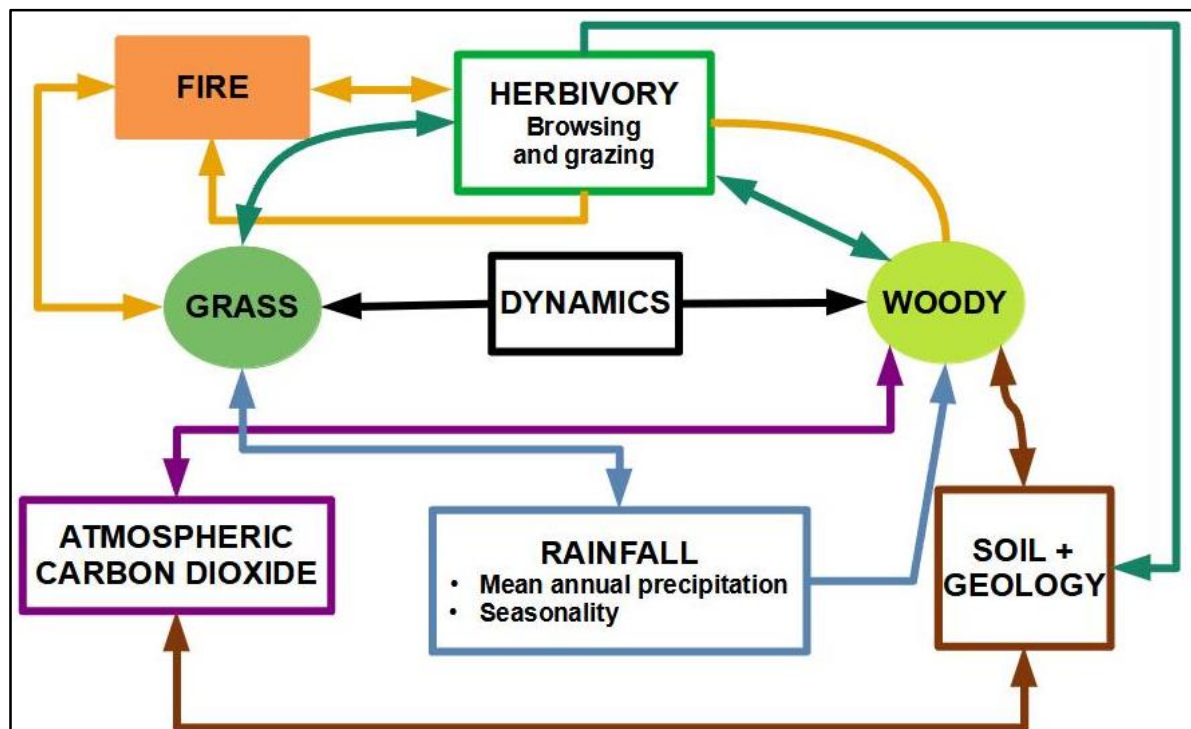 FIRE
HERBIVORY
Browsing
and grazing
GRASS
DYNAMICS
WOODY
ATMOSPHERIC
CARBON DIOXIDE
RAINFALL
• Mean annual precipitation
• Seasonality
SOIL +
GEOLOGY